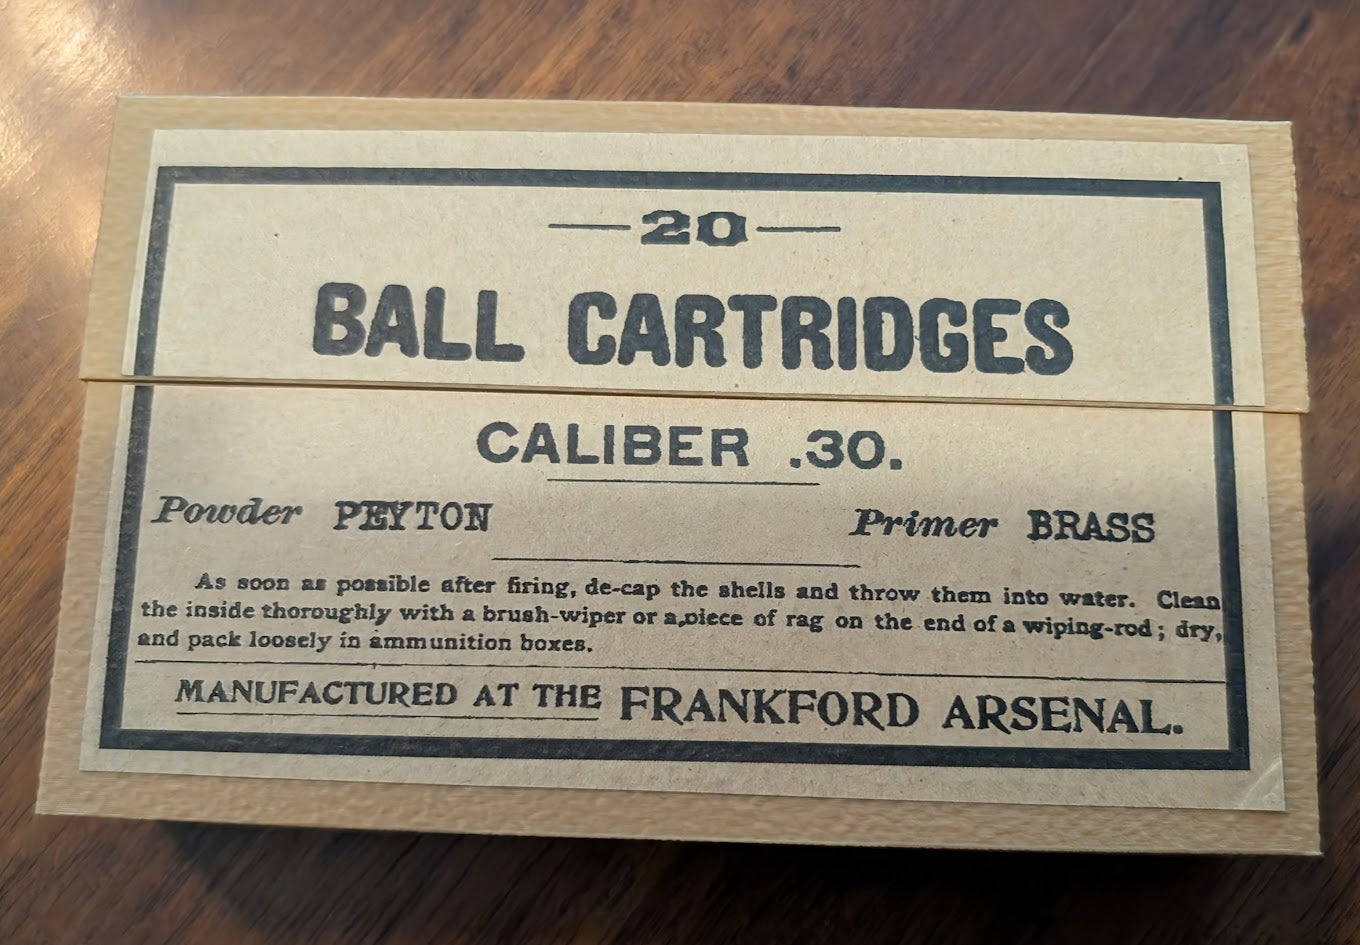 —20—
BALL CARTRIDGES
CALIBER .30.
Powder PEYTON Primer BRASS
As soon as possible after firing, de-cap the shells and throw them into water. Clean
the inside thoroughly with a brush-wiper or a piece of rag on the end of a wiping-rod; dry,
and pack loosely in ammunition boxes.
MANUFACTURED AT THE FRANKFORD ARSENAL.